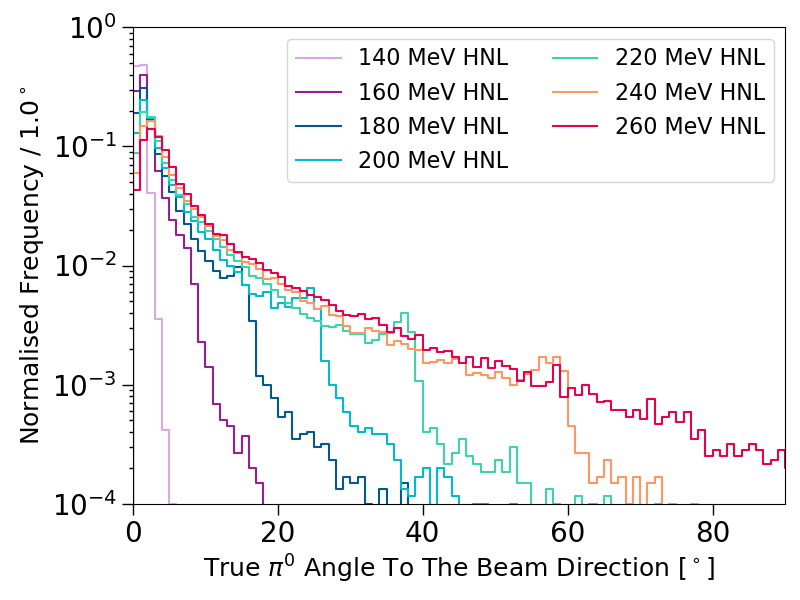 10⁰
10⁻¹
10⁻²
10⁻³
10⁻⁴
Normalised Frequency / 1.0°
140 MeV HNL
160 MeV HNL
180 MeV HNL
200 MeV HNL
220 MeV HNL
240 MeV HNL
260 MeV HNL
0 20 40 60 80
True π⁰ Angle To The Beam Direction [°]